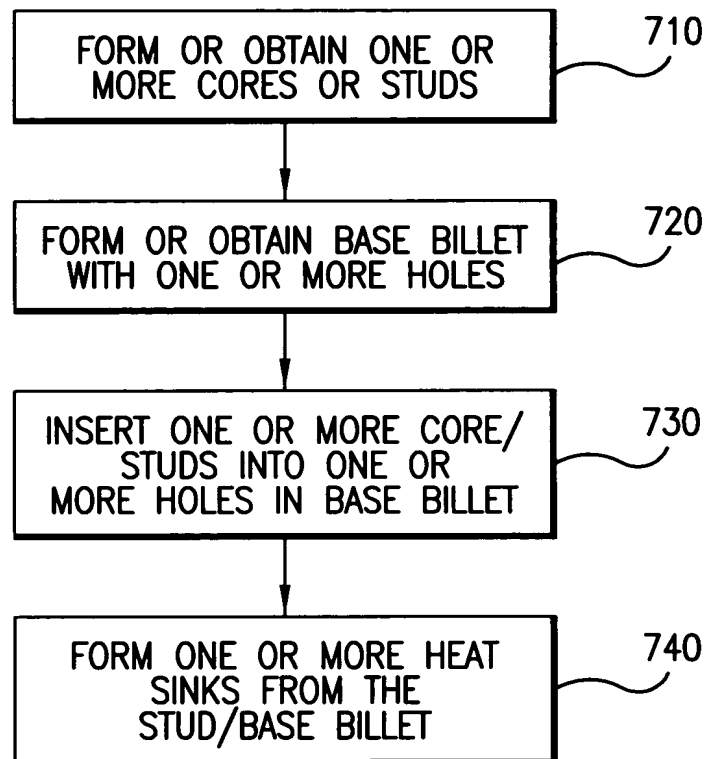 FORM OR OBTAIN ONE OR
MORE CORES OR STUDS
710
FORM OR OBTAIN BASE BILLET
WITH ONE OR MORE HOLES
720
INSERT ONE OR MORE CORE/
STUDS INTO ONE OR
MORE HOLES IN BASE BILLET
730
FORM ONE OR MORE HEAT
SINKS FROM THE
STUD/BASE BILLET
740